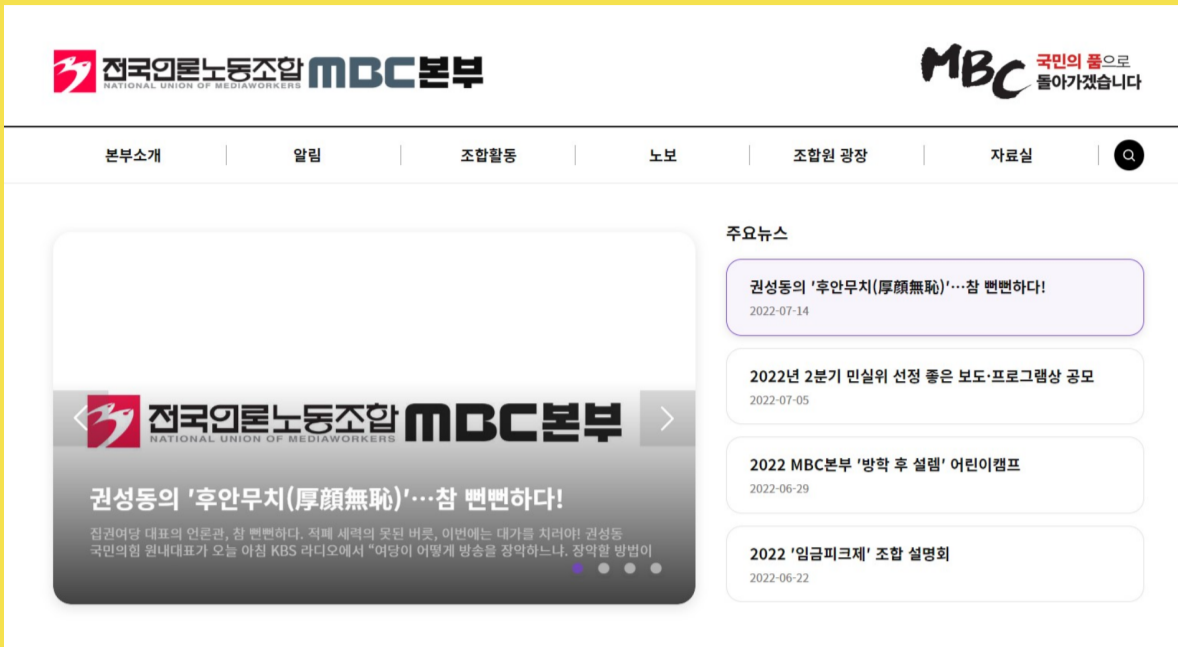 전국언론노동조합 MBC본부
NATIONAL UNION OF MEDIAWORKERS
MBC 국민의 품으로
돌아가겠습니다
본부소개
알림
조합활동
노보
조합원 광장
자료실
전국언론노동조합 MBC본부
NATIONAL UNION OF MEDIAWORKERS
권성동의 '후안무치(厚顔無恥)'…참 뻔뻔하다!
집권여당 대표의 언론관, 참 뻔뻔하다. 적폐 세력의 못된 버릇, 이번에는 대가를 치러야! 권성동
국민의힘 원내대표가 오늘 아침 KBS 라디오에서 “여당이 어떻게 방송을 장악하느냐. 장악할 방법이
주요뉴스
권성동의 '후안무치(厚顔無恥)'…참 뻔뻔하다!
2022-07-14
2022년 2분기 민실위 선정 좋은 보도·프로그램상 공모
2022-07-05
2022 MBC본부 '방학 후 설렘' 어린이캠프
2022-06-29
2022 '임금피크제' 조합 설명회
2022-06-22